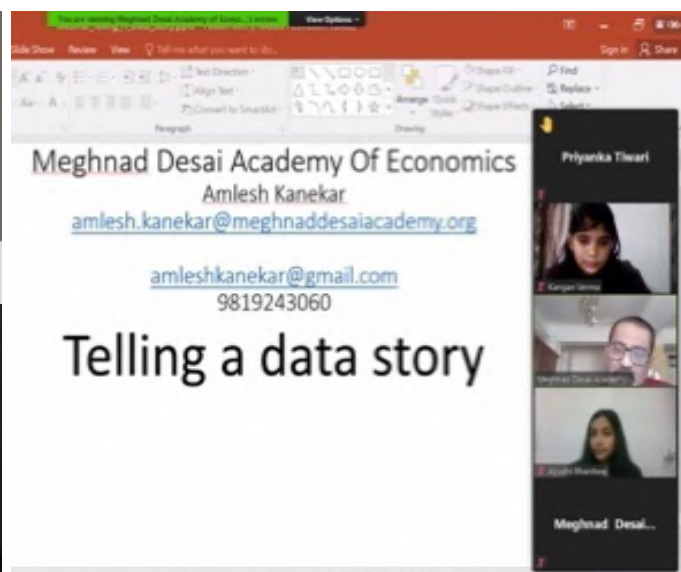 You are viewing Meghnad Desai Academy of Econo...'s screen
View Options
Slide Show Review View Tell me what you want to do...
Sign in Share
Text Direction
Align Text
Convert to SmartArt
Paragraph
Arrange Quick Styles
Shape Fill
Shape Outline
Shape Effects
Drawing
Find
Replace
Select
Meghnad Desai Academy Of Economics
Amlesh Kanekar
amlesh.kanekar@meghnaddesaiacademy.org
amleshkanekar@gmail.com
9819243060
Telling a data story
Priyanka Tiwari
Kangan Verma
Meghnad Desai Academy...
Meghnad Desai...